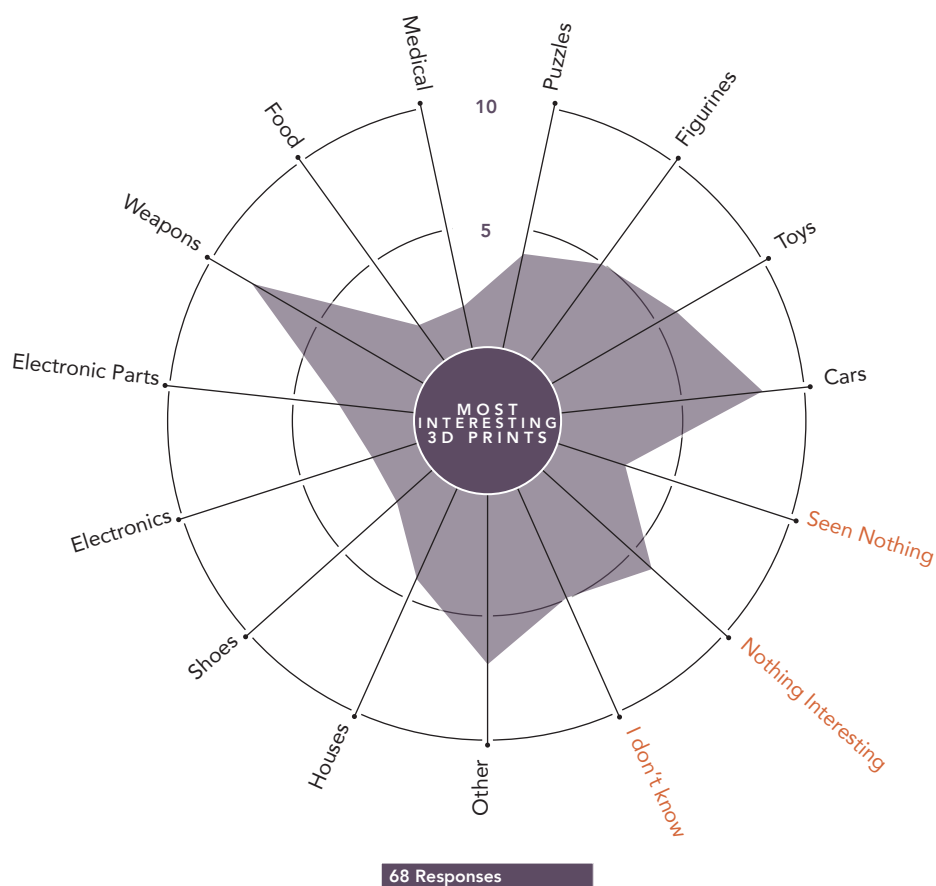 Medical
Puzzles
10
Food
Figurines
Weapons
5
Toys
Electronic Parts
Cars
MOST
INTERESTING
3D PRINTS
Electronics
Seen Nothing
Shoes
Nothing Interesting
Houses
Other
I don't know
68 Responses